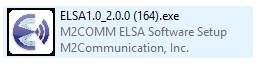 ELSA1.0_2.0.0 (164).exe
M2COMM ELSA Software Setup
M2Communication, Inc.